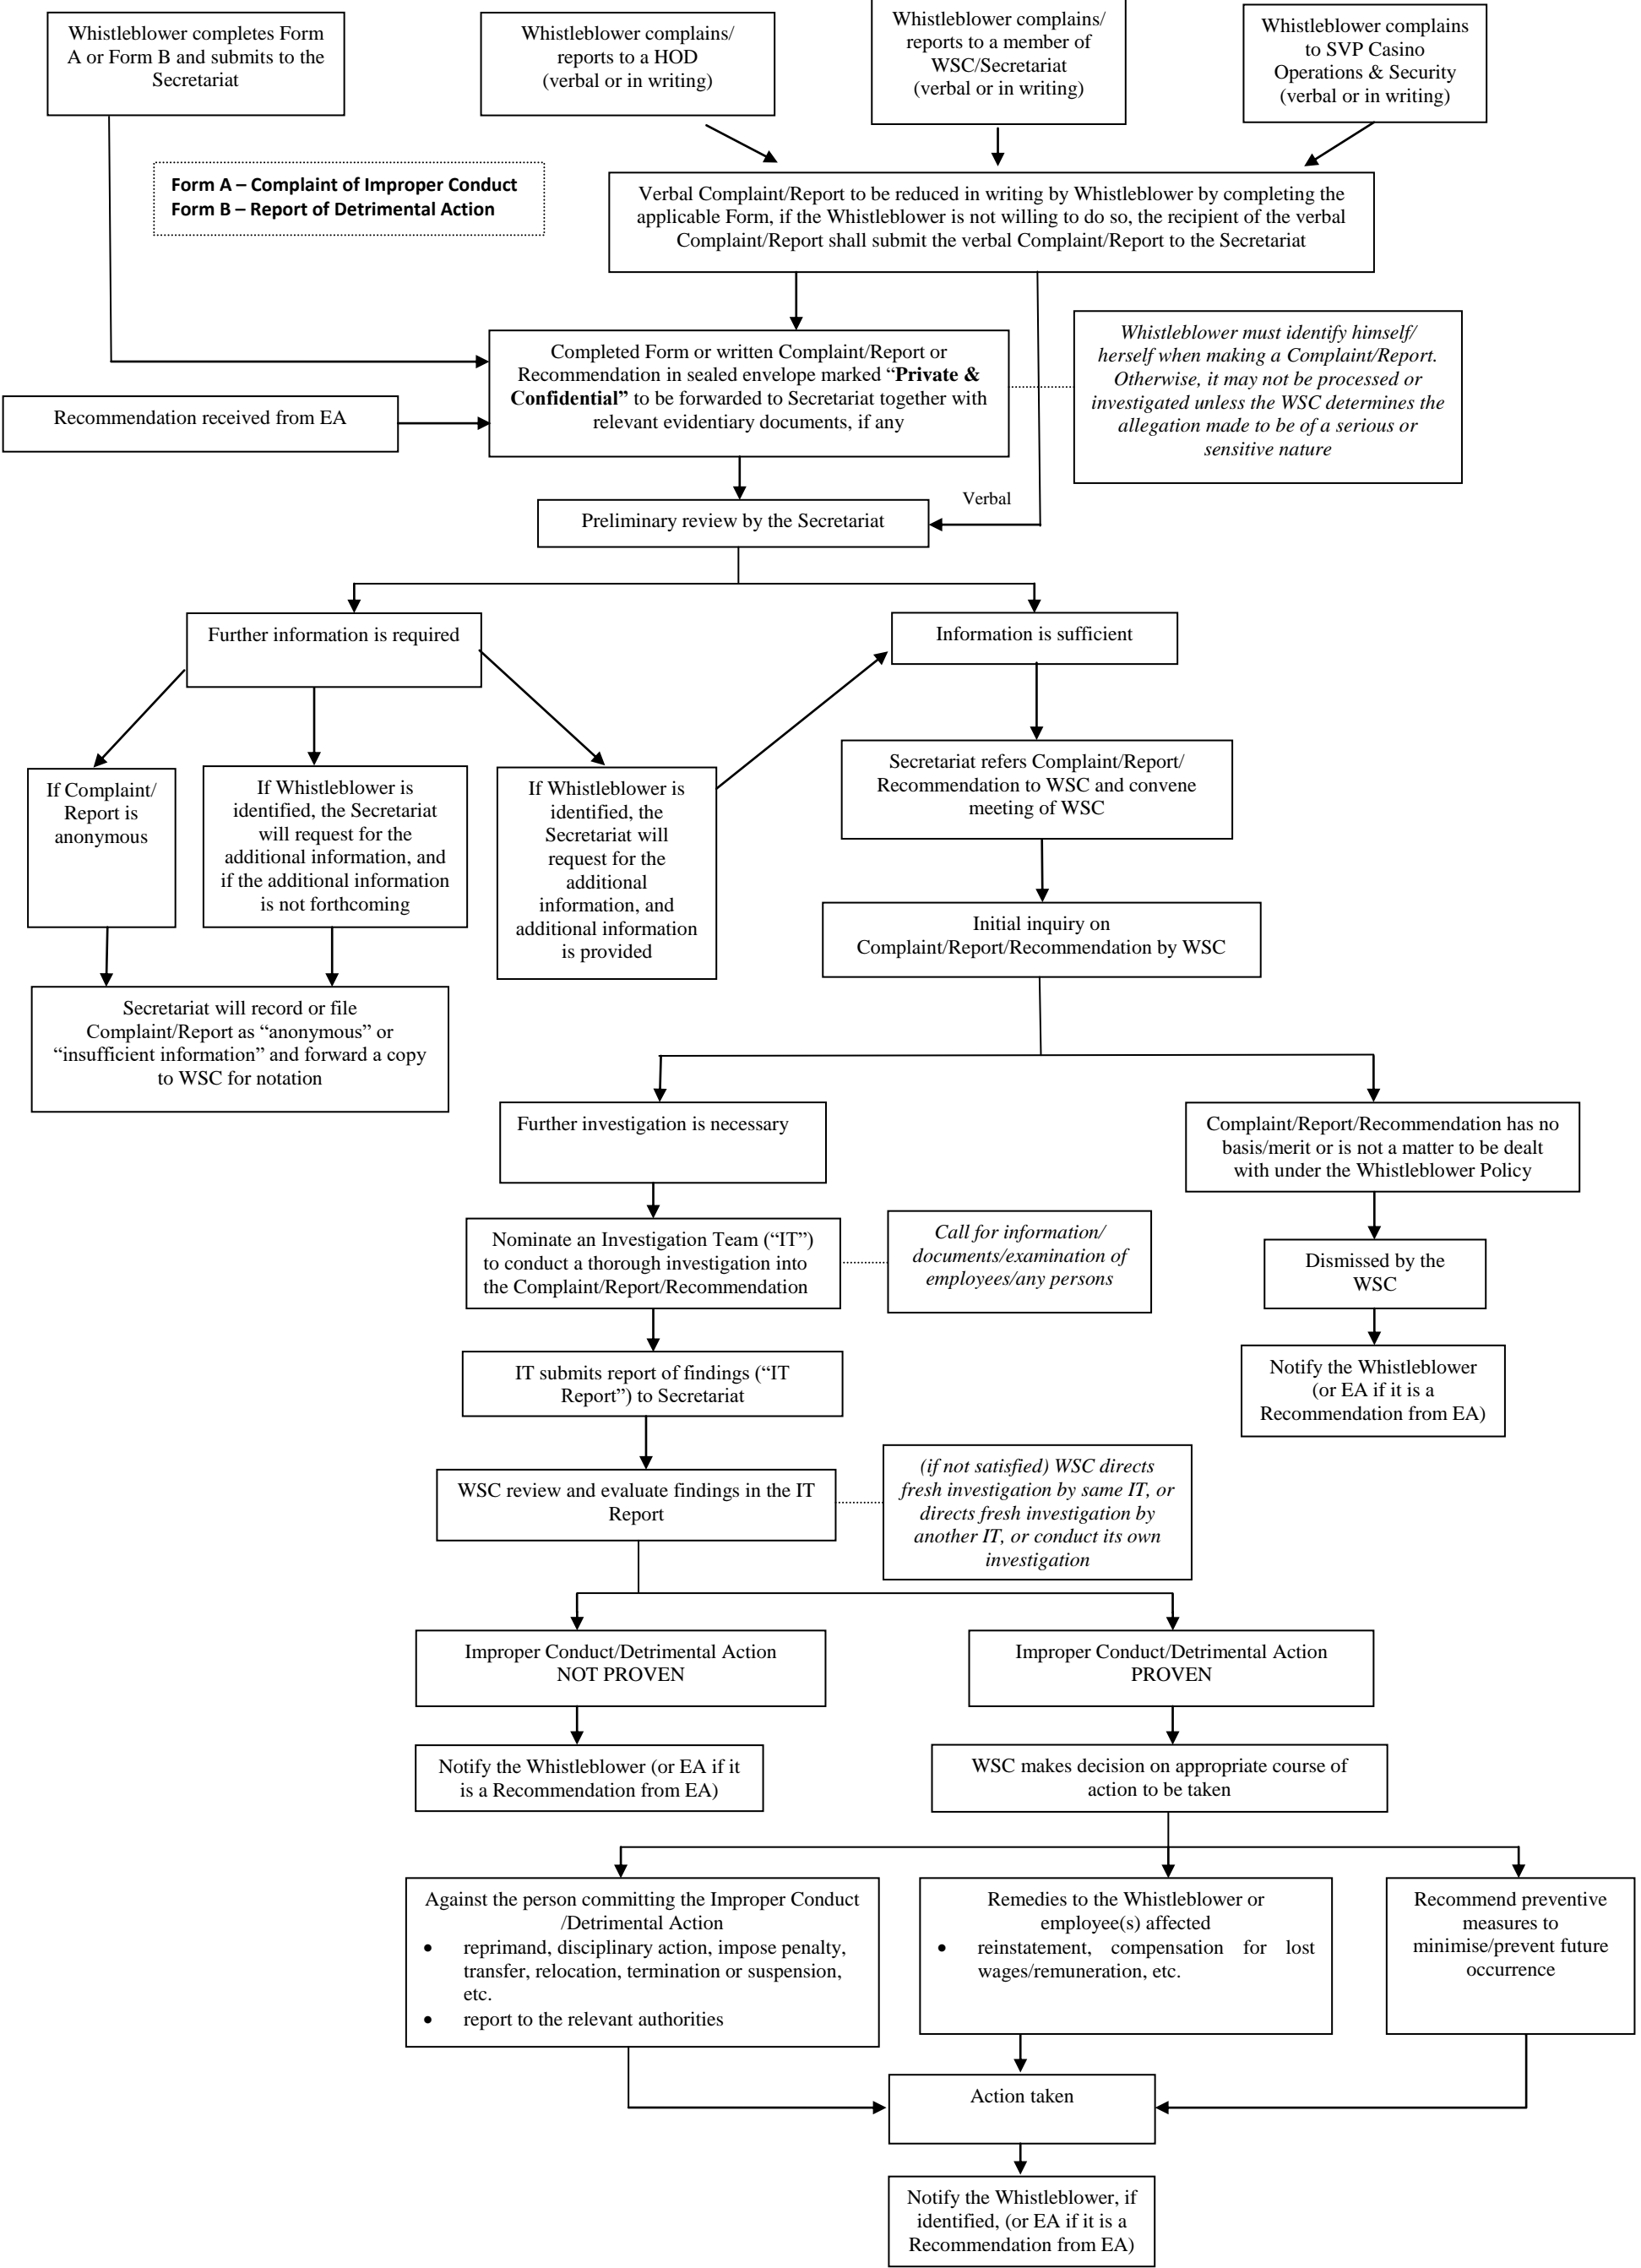 Whistleblower completes Form
A or Form B and submits to the
Secretariat
Whistleblower complains/
reports to a HOD
(verbal or in writing)
Whistleblower complains/
reports to a member of
WSC/Secretariat
(verbal or in writing)
Whistleblower complains
to SVP Casino
Operations & Security
(verbal or in writing)
Form A – Complaint of Improper Conduct
Form B – Report of Detrimental Action
Verbal Complaint/Report to be reduced in writing by Whistleblower by completing the
applicable Form, if the Whistleblower is not willing to do so, the recipient of the verbal
Complaint/Report shall submit the verbal Complaint/Report to the Secretariat
Completed Form or written Complaint/Report or
Recommendation in sealed envelope marked “Private &
Confidential” to be forwarded to Secretariat together with
relevant evidentiary documents, if any
Whistleblower must identify himself/
herself when making a Complaint/Report.
Otherwise, it may not be processed or
investigated unless the WSC determines the
allegation made to be of a serious or
sensitive nature
Recommendation received from EA
Verbal
Preliminary review by the Secretariat
Further information is required
Information is sufficient
If Complaint/
Report is
anonymous
If Whistleblower is
identified, the Secretariat
will request for the
additional information, and
if the additional information
is not forthcoming
If Whistleblower is
identified, the
Secretariat will
request for the
additional
information, and
additional information
is provided
Secretariat refers Complaint/Report/
Recommendation to WSC and convene
meeting of WSC
Initial inquiry on
Complaint/Report/Recommendation by WSC
Secretariat will record or file
Complaint/Report as “anonymous” or
“insufficient information” and forward a copy
to WSC for notation
Further investigation is necessary
Complaint/Report/Recommendation has no
basis/merit or is not a matter to be dealt
with under the Whistleblower Policy
Nominate an Investigation Team (“IT”)
to conduct a thorough investigation into
the Complaint/Report/Recommendation
Call for information/
documents/examination of
employees/any persons
Dismissed by the
WSC
IT submits report of findings (“IT
Report”) to Secretariat
Notify the Whistleblower
(or EA if it is a
Recommendation from EA)
WSC review and evaluate findings in the IT
Report
(if not satisfied) WSC directs
fresh investigation by same IT, or
directs fresh investigation by
another IT, or conduct its own
investigation
Improper Conduct/Detrimental Action
NOT PROVEN
Improper Conduct/Detrimental Action
PROVEN
Notify the Whistleblower (or EA if it
is a Recommendation from EA)
WSC makes decision on appropriate course of
action to be taken
Against the person committing the Improper Conduct
/Detrimental Action
• reprimand, disciplinary action, impose penalty,
transfer, relocation, termination or suspension,
etc.
• report to the relevant authorities
Remedies to the Whistleblower or
employee(s) affected
• reinstatement, compensation for lost
wages/remuneration, etc.
Recommend preventive
measures to
minimise/prevent future
occurrence
Action taken
Notify the Whistleblower, if
identified, (or EA if it is a
Recommendation from EA)